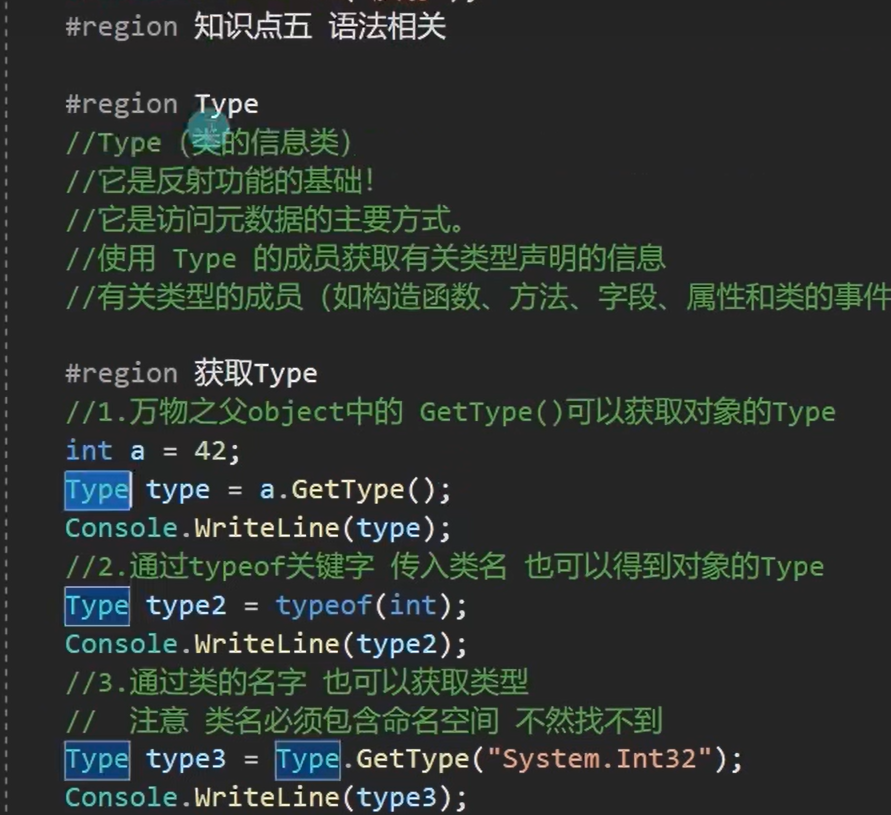 #region 知识点五 语法相关
#region Type
//Type（类的信息类）
//它是反射功能的基础！
//它是访问元数据的主要方式。
//使用 Type 的成员获取有关类型声明的信息
//有关类型的成员（如构造函数、方法、字段、属性和类的事件
#region 获取Type
//1.万物之父object中的 GetType()可以获取对象的Type
int a = 42;
Type type = a.GetType();
Console.WriteLine(type);
//2.通过typeof关键字 传入类名 也可以得到对象的Type
Type type2 = typeof(int);
Console.WriteLine(type2);
//3.通过类的名字 也可以获取类型
//  注意 类名必须包含命名空间 不然找不到
Type type3 = Type.GetType("System.Int32");
Console.WriteLine(type3);